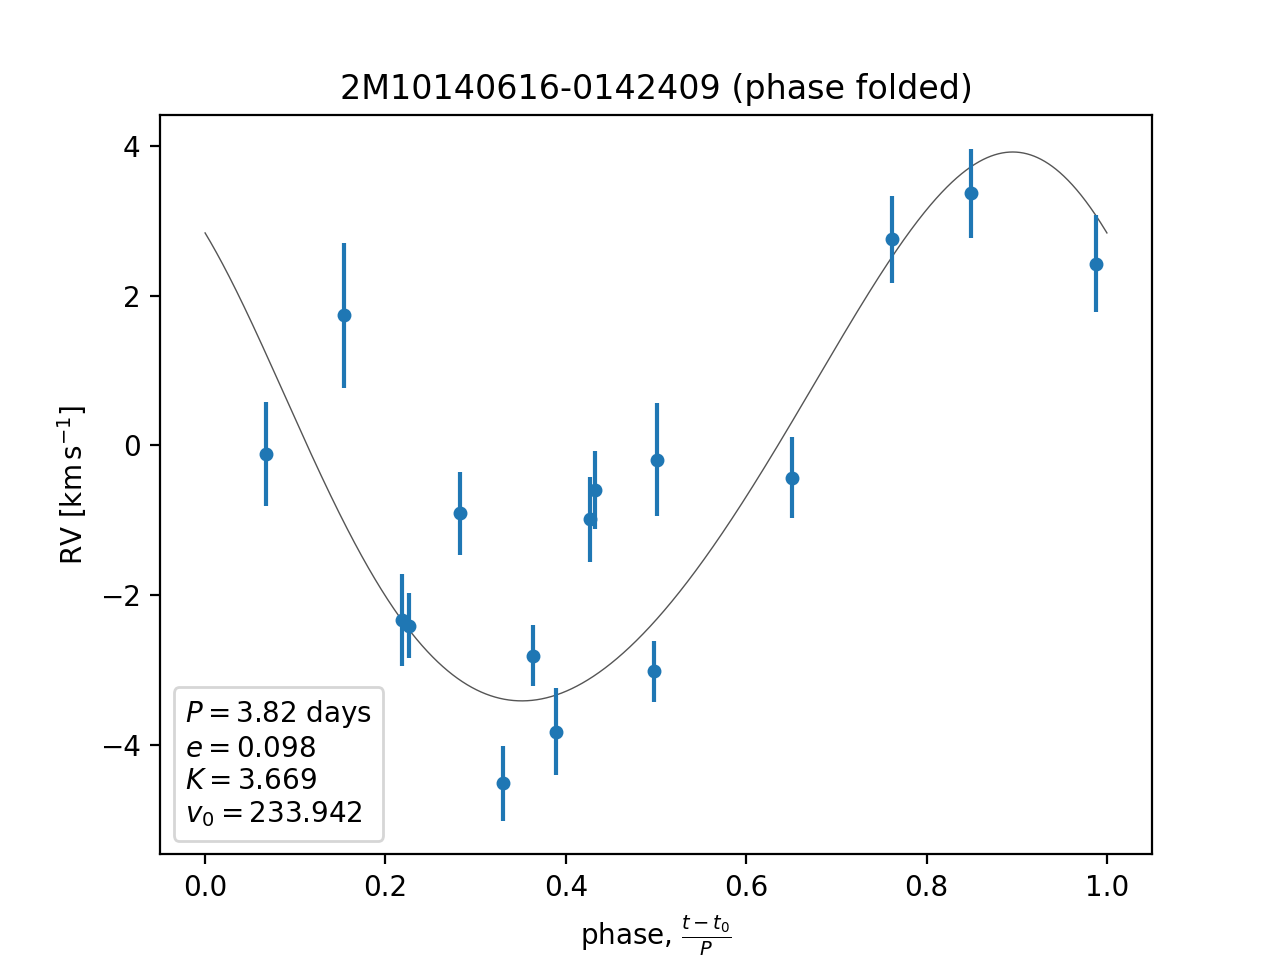 2M10140616-0142409 (phase folded)
RV [km s⁻¹]
4
2
0
−2
−4
P = 3.82 days
e = 0.098
K = 3.669
v₀ = 233.942
0.0 0.2 0.4 0.6 0.8 1.0
phase, (t − t₀)/P